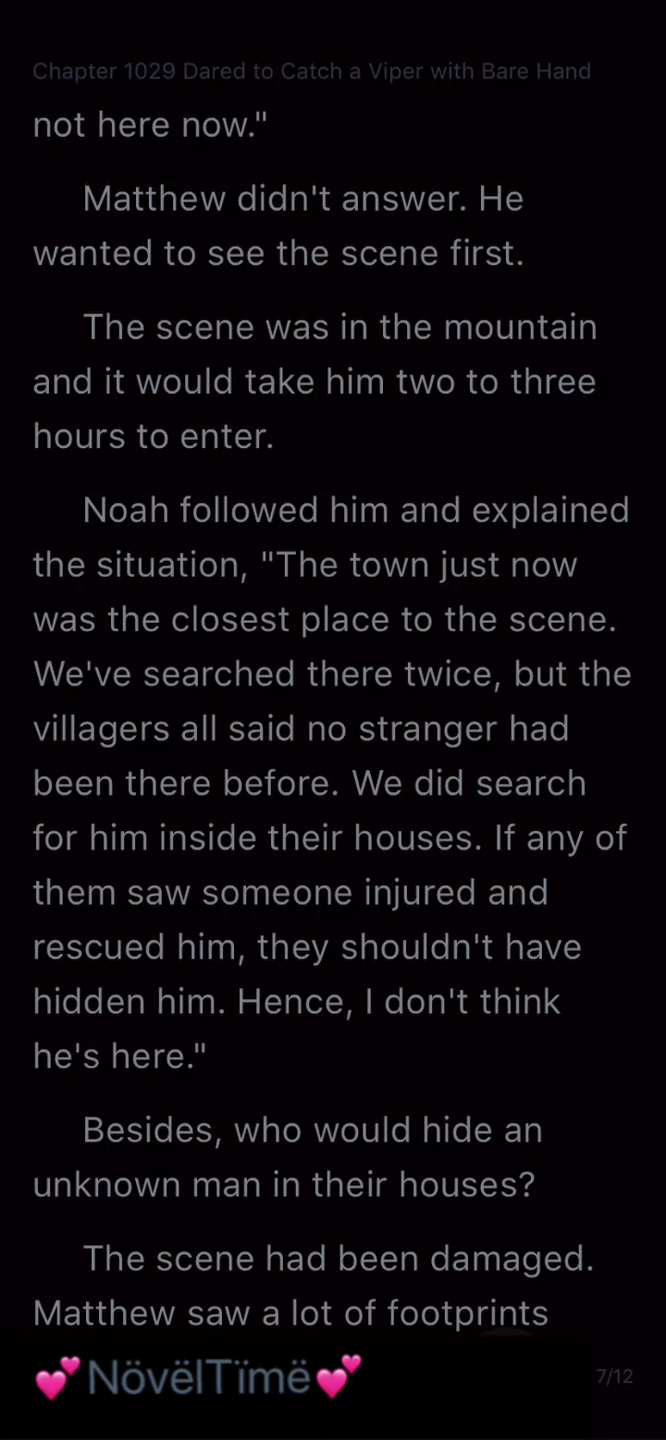 Chapter 1029 Dared to Catch a Viper with Bare Hand
not here now."
Matthew didn't answer. He
wanted to see the scene first.
The scene was in the mountain
and it would take him two to three
hours to enter.
Noah followed him and explained
the situation, "The town just now
was the closest place to the scene.
We've searched there twice, but the
villagers all said no stranger had
been there before. We did search
for him inside their houses. If any of
them saw someone injured and
rescued him, they shouldn't have
hidden him. Hence, I don't think
he's here."
Besides, who would hide an
unknown man in their houses?
The scene had been damaged.
Matthew saw a lot of footprints
💕NövëlTïmë💕
7/12